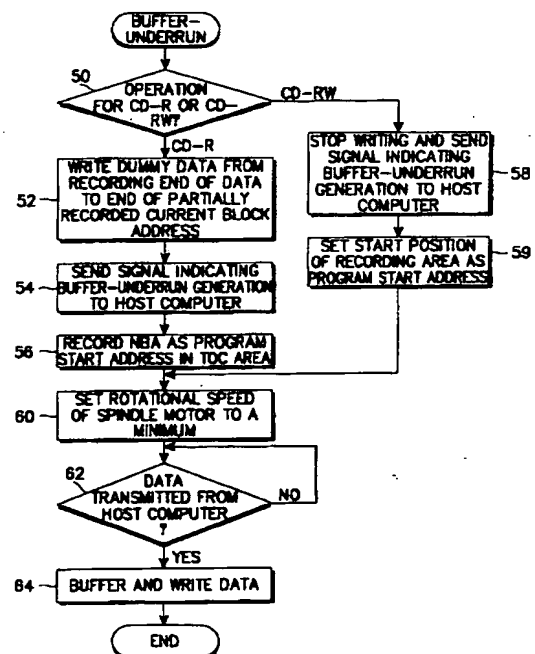 BUFFER-
UNDERRUN
50
OPERATION
FOR CD-R OR CD-
RW?
CD-RW
CD-R
52
WRITE DUMMY DATA FROM
RECORDING END OF DATA
TO END OF PARTIALLY
RECORDED CURRENT BLOCK
ADDRESS
STOP WRITING AND SEND
SIGNAL INDICATING
BUFFER-UNDERRUN
GENERATION TO HOST
COMPUTER
58
54
SEND SIGNAL INDICATING
BUFFER-UNDERRUN GENERATION
TO HOST COMPUTER
SET START POSITION
OF RECORDING AREA AS
PROGRAM START ADDRESS
59
56
RECORD NBA AS PROGRAM
START ADDRESS IN TOC AREA
60
SET ROTATIONAL SPEED
OF SPINDLE MOTOR TO A
MINIMUM
62
DATA
TRANSMITTED FROM
HOST COMPUTER
?
NO
YES
64
BUFFER AND WRITE DATA
END